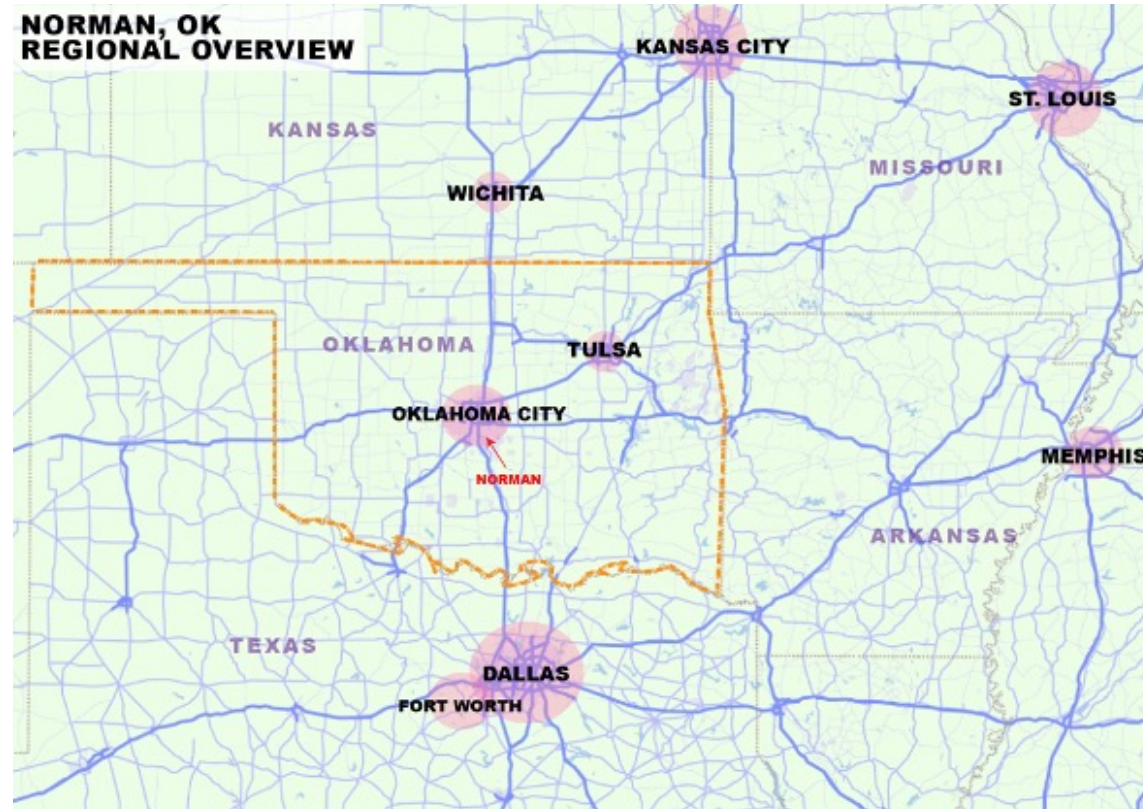 NORMAN, OK
REGIONAL OVERVIEW
KANSAS CITY
ST. LOUIS
KANSAS
MISSOURI
WICHITA
OKLAHOMA
TULSA
OKLAHOMA CITY
MEMPHIS
NORMAN
ARKANSAS
TEXAS
DALLAS
FORT WORTH